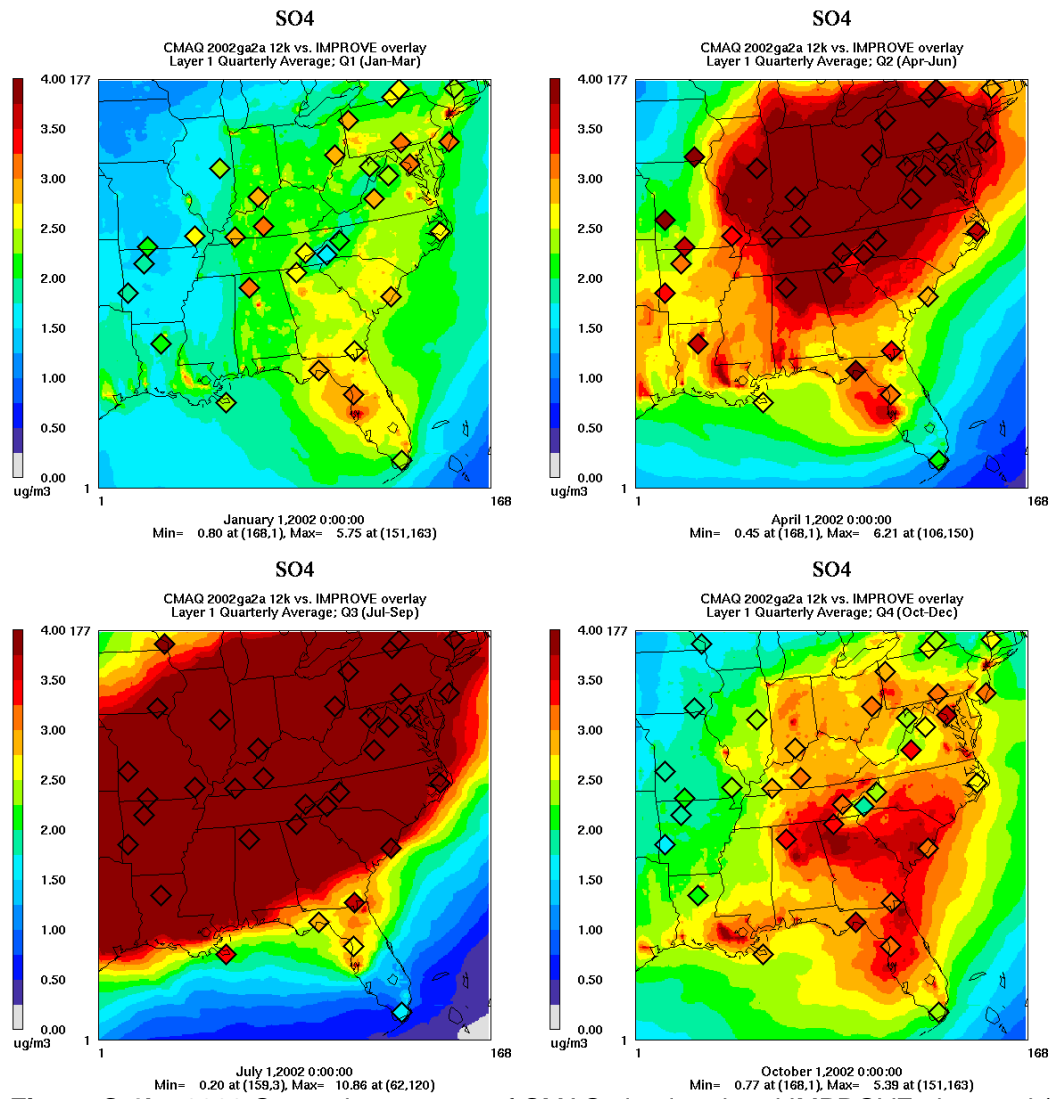 SO4
CMAQ 2002ga2a 12k vs. IMPROVE overlay
Layer 1 Quarterly Average; Q1 (Jan-Mar)
4.00 177
3.50
3.00
2.50
2.00
1.50
1.00
0.50
0.00
ug/m3
1
1 168
January 1,2002 0:00:00
Min= 0.80 at (168,1), Max= 5.75 at (151,163)
SO4
CMAQ 2002ga2a 12k vs. IMPROVE overlay
Layer 1 Quarterly Average; Q2 (Apr-Jun)
4.00 177
3.50
3.00
2.50
2.00
1.50
1.00
0.50
0.00
ug/m3
1
1 168
April 1,2002 0:00:00
Min= 0.45 at (168,1), Max= 6.21 at (106,150)
SO4
CMAQ 2002ga2a 12k vs. IMPROVE overlay
Layer 1 Quarterly Average; Q3 (Jul-Sep)
4.00 177
3.50
3.00
2.50
2.00
1.50
1.00
0.50
0.00
ug/m3
1
1 168
July 1,2002 0:00:00
Min= 0.20 at (159,3), Max= 10.86 at (62,120)
SO4
CMAQ 2002ga2a 12k vs. IMPROVE overlay
Layer 1 Quarterly Average; Q4 (Oct-Dec)
4.00 177
3.50
3.00
2.50
2.00
1.50
1.00
0.50
0.00
ug/m3
1
1 168
October 1,2002 0:00:00
Min= 0.77 at (168,1), Max= 5.39 at (151,163)